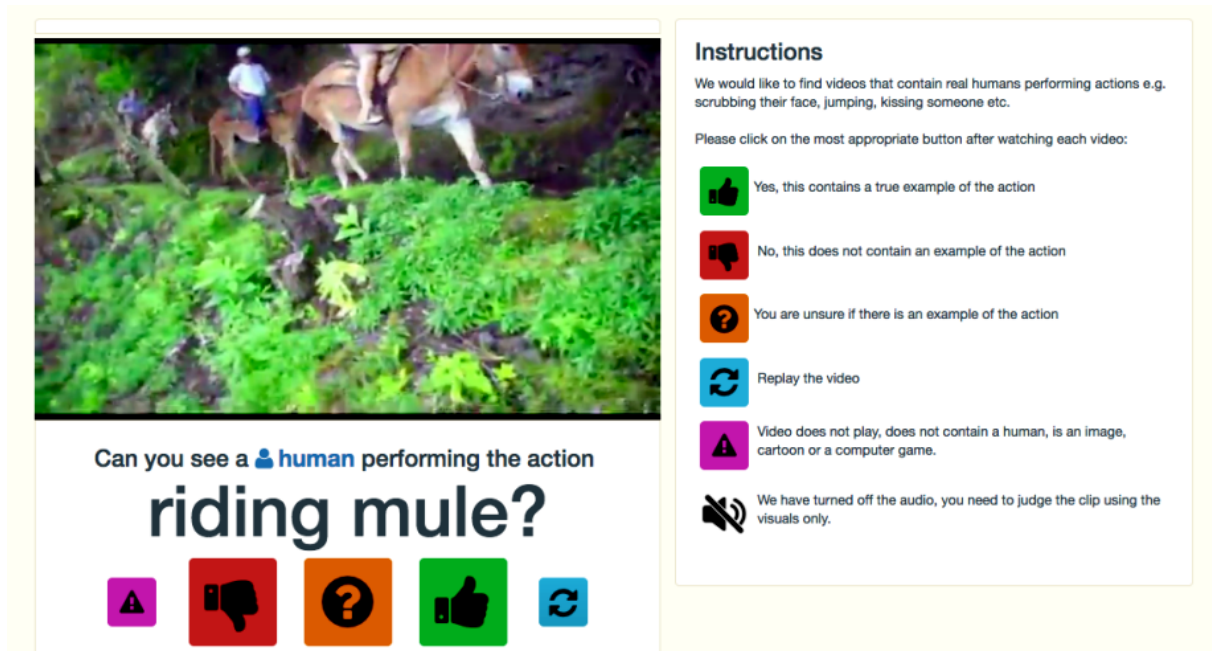 Can you see a human performing the action
riding mule?
Instructions
We would like to find videos that contain real humans performing actions e.g.
scrubbing their face, jumping, kissing someone etc.
Please click on the most appropriate button after watching each video:
Yes, this contains a true example of the action
No, this does not contain an example of the action
You are unsure if there is an example of the action
Replay the video
Video does not play, does not contain a human, is an image,
cartoon or a computer game.
We have turned off the audio, you need to judge the clip using the
visuals only.